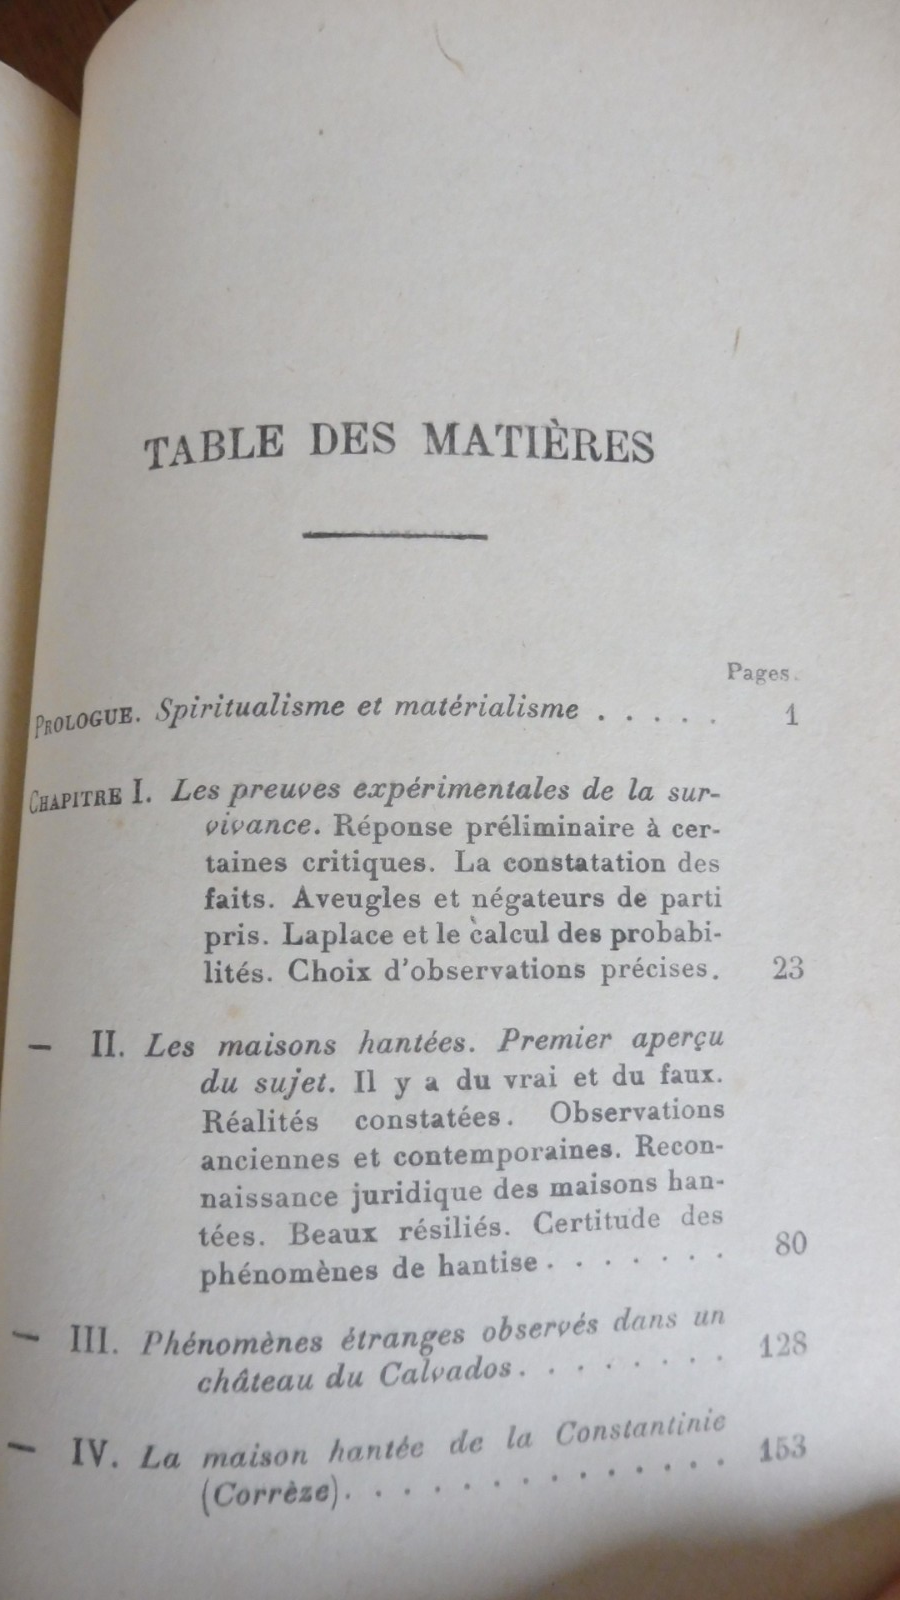 TABLE DES MATIÈRES
Pages.
PROLOGUE. Spiritualisme et matérialisme . . . . . 1
CHAPITRE I. Les preuves expérimentales de la sur-
vivance. Réponse préliminaire à cer-
taines critiques. La constatation des
faits. Aveugles et négateurs de parti
pris. Laplace et le calcul des probabi-
lités. Choix d'observations précises. 23
— II. Les maisons hantées. Premier aperçu
du sujet. Il y a du vrai et du faux.
Réalités constatées. Observations
anciennes et contemporaines. Recon-
naissance juridique des maisons han-
tées. Beaux résiliés. Certitude des
phénomènes de hantise . . . . . . . 80
— III. Phénomènes étranges observés dans un
château du Calvados. . . . . . . . 128
— IV. La maison hantée de la Constantinie
(Corrèze). . . . . . . . . . . . . . 153